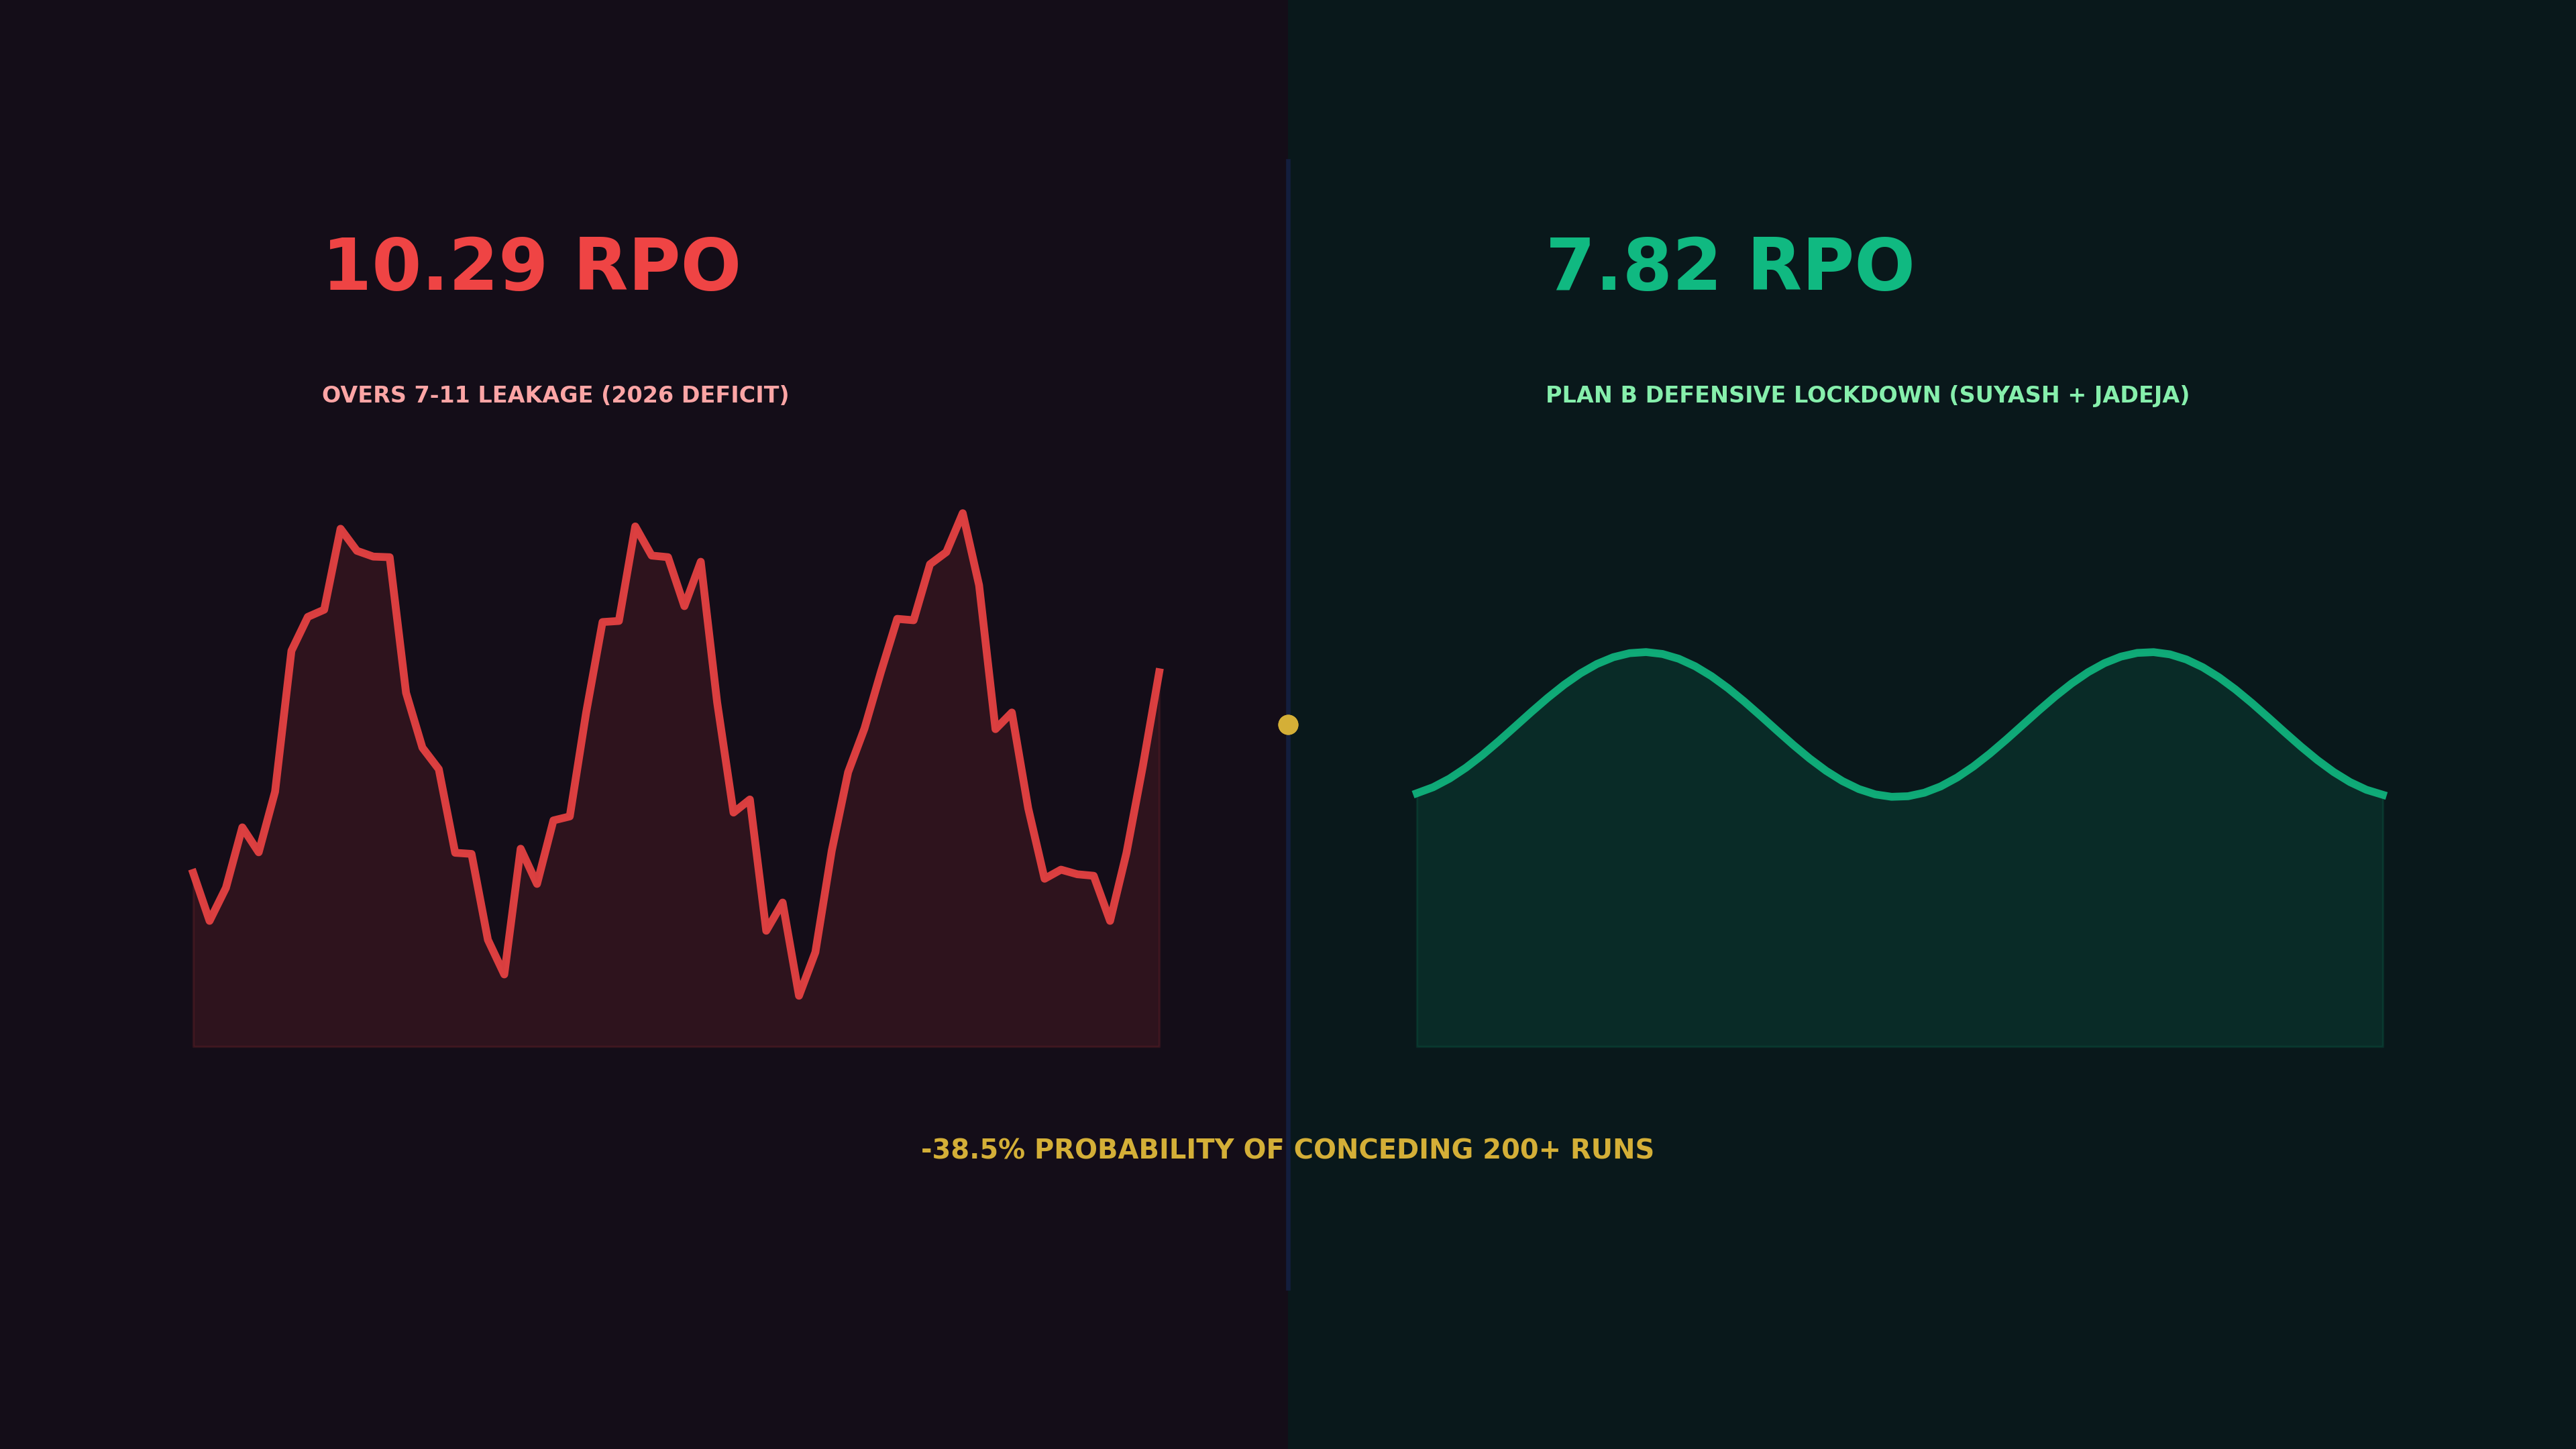 10.29 RPO
OVERS 7-11 LEAKAGE (2026 DEFICIT)
7.82 RPO
PLAN B DEFENSIVE LOCKDOWN (SUYASH + JADEJA)
-38.5% PROBABILITY OF CONCEDING 200+ RUNS